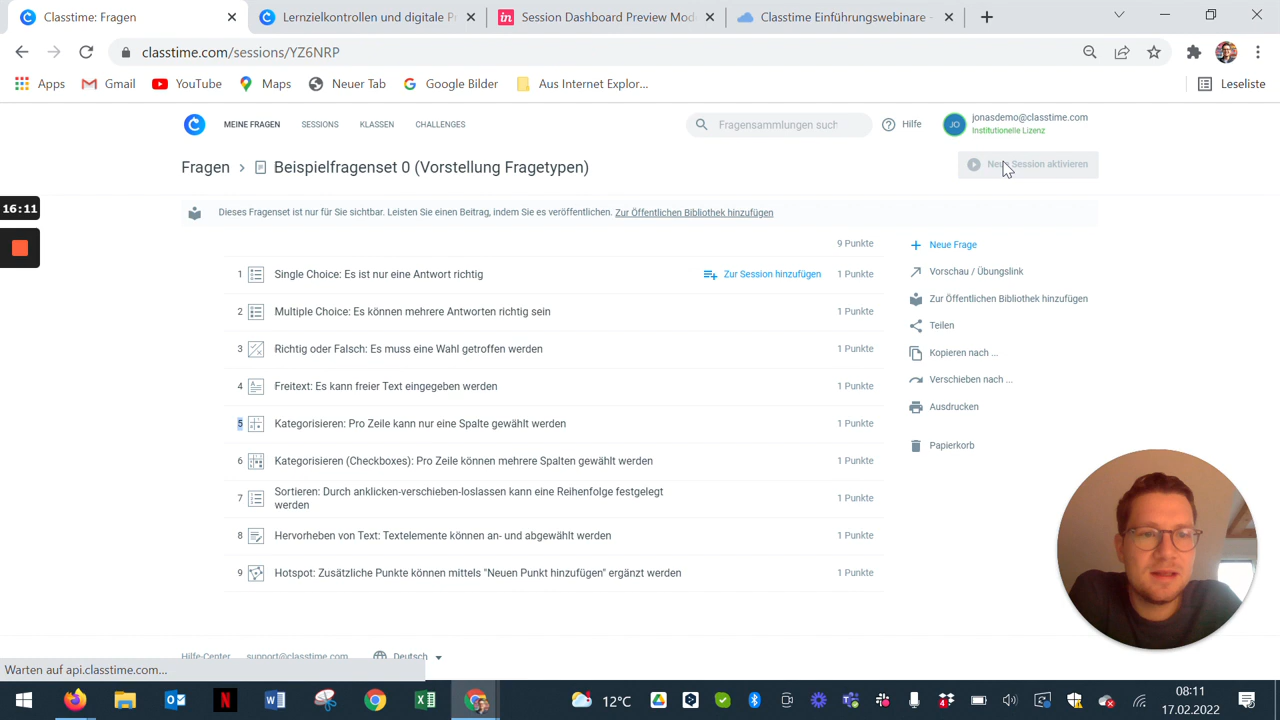 Classtime: Fragen
Lernzielkontrollen und digitale P
Session Dashboard Preview Mod
Classtime Einführungswebinare -
classtime.com/sessions/YZ6NRP
Apps
Gmail
YouTube
Maps
Neuer Tab
Google Bilder
Aus Internet Explor...
Leseliste
MEINE FRAGEN
SESSIONS
KLASSEN
CHALLENGES
Fragensammlungen such
Hilfe
JO
jonasdemo@classtime.com
Institutionelle Lizenz
Fragen > Beispielfragenset 0 (Vorstellung Fragetypen)
Neue Session aktivieren
16:11
Dieses Fragenset ist nur für Sie sichtbar. Leisten Sie einen Beitrag, indem Sie es veröffentlichen. Zur Öffentlichen Bibliothek hinzufügen
9 Punkte
1 Single Choice: Es ist nur eine Antwort richtig Zur Session hinzufügen 1 Punkte
2 Multiple Choice: Es können mehrere Antworten richtig sein 1 Punkte
3 Richtig oder Falsch: Es muss eine Wahl getroffen werden 1 Punkte
4 Freitext: Es kann freier Text eingegeben werden 1 Punkte
5 Kategorisieren: Pro Zeile kann nur eine Spalte gewählt werden 1 Punkte
6 Kategorisieren (Checkboxes): Pro Zeile können mehrere Spalten gewählt werden 1 Punkte
7 Sortieren: Durch anklicken-verschieben-loslassen kann eine Reihenfolge festgelegt
werden 1 Punkte
8 Hervorheben von Text: Textelemente können an- und abgewählt werden 1 Punkte
9 Hotspot: Zusätzliche Punkte können mittels "Neuen Punkt hinzufügen" ergänzt werden 1 Punkte
Neue Frage
Vorschau / Übungslink
Zur Öffentlichen Bibliothek hinzufügen
Teilen
Kopieren nach ...
Verschieben nach ...
Ausdrucken
Papierkorb
Hilfe-Center
support@classtime.com
Deutsch
Warten auf api.classtime.com...
12°C
08:11
17.02.2022